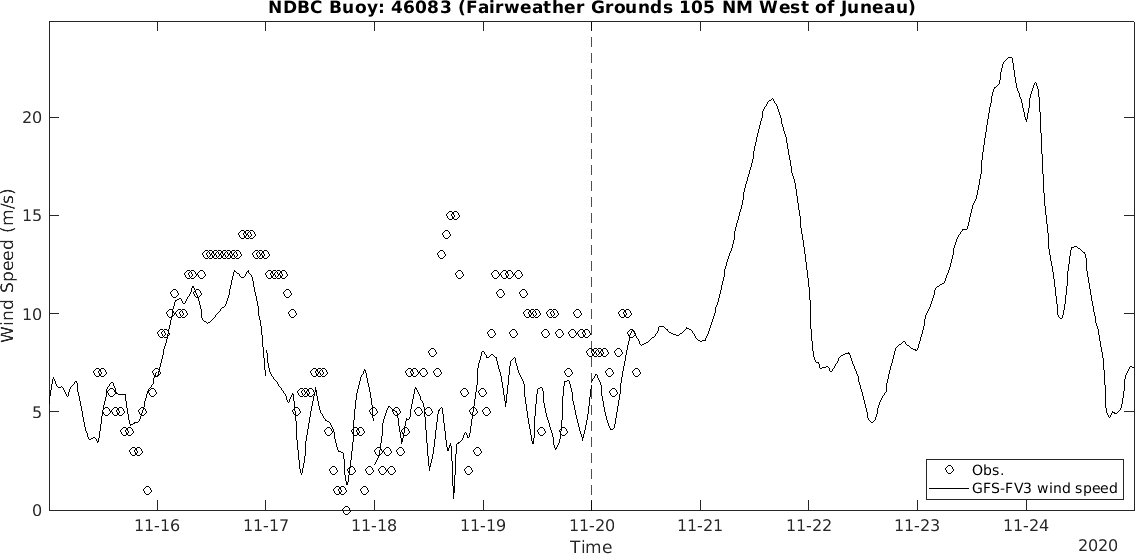 NDBC Buoy: 46083 (Fairweather Grounds 105 NM West of Juneau)
Wind Speed (m/s)
20
15
10
5
0
Obs.
GFS-FV3 wind speed
11-16 11-17 11-18 11-19 11-20 11-21 11-22 11-23 11-24
Time
2020